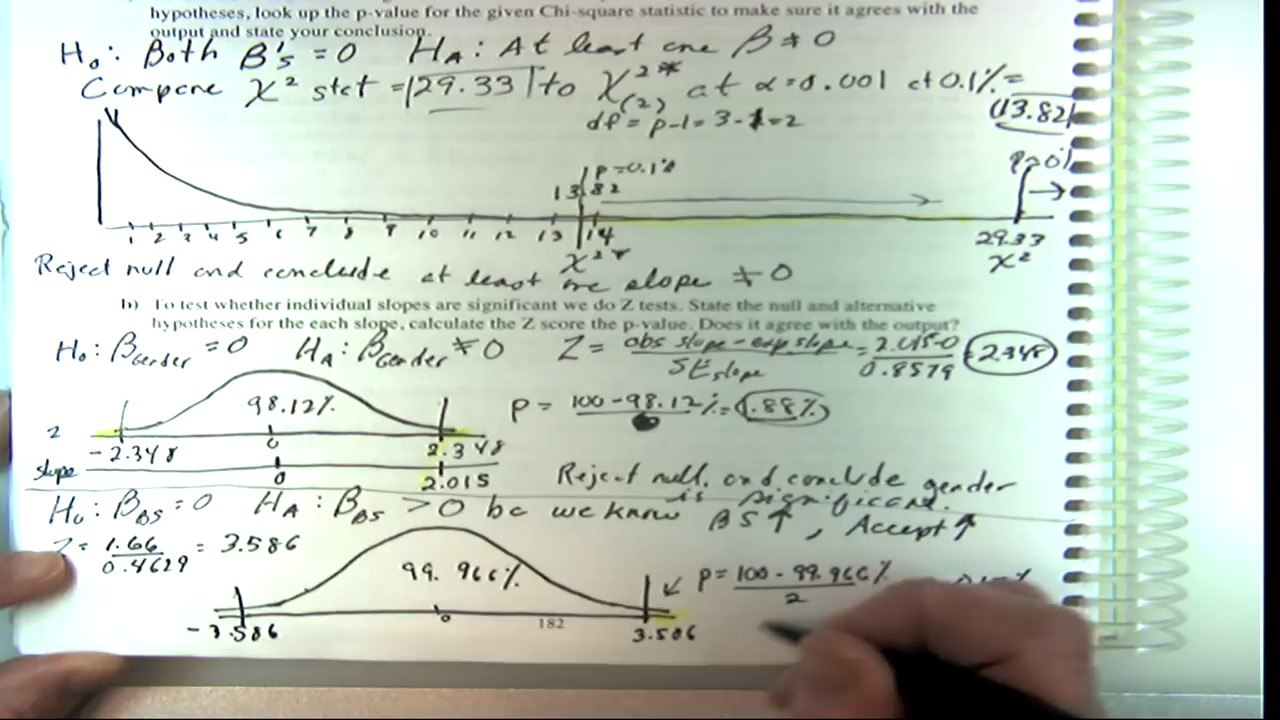 hypotheses, look up the p-value for the given Chi-square statistic to make sure it agrees with the
output and state your conclusion.
H₀: Both B's = 0 H_A: At least one β ≠ 0
Compare χ² stat = |29.33| to χ²*(2) at α=0.001 at 0.1% =
(13.82)
df = p-1 = 3-1=2
p=0.1%
13.82
p=0%
1 2 3 4 5 6 7 8 9 10 11 12 13 14
29.33
χ²*
χ²
Reject null and conclude at least one slope ≠ 0
b) To test whether individual slopes are significant we do Z tests. State the null and alternative
hypotheses for the each slope, calculate the Z score the p-value. Does it agree with the output?
H₀: β_Gender = 0 H_A: β_Gender ≠ 0 Z = obs slope - exp slope / SE_slope = 2.015-0 / 0.8579 = 2.348
98.12%
P = 100-98.12% = 1.88%
Z -2.348 0 2.348
slope 0 2.015
Reject null, and conclude gender
is significant.
H₀: β_BS = 0 H_A: β_BS > 0 bc we know BS↑, Accept↑
Z = 1.66 / 0.4629 = 3.586
99.966%
P = 100-99.966% / 2
-3.586 0 3.586
182